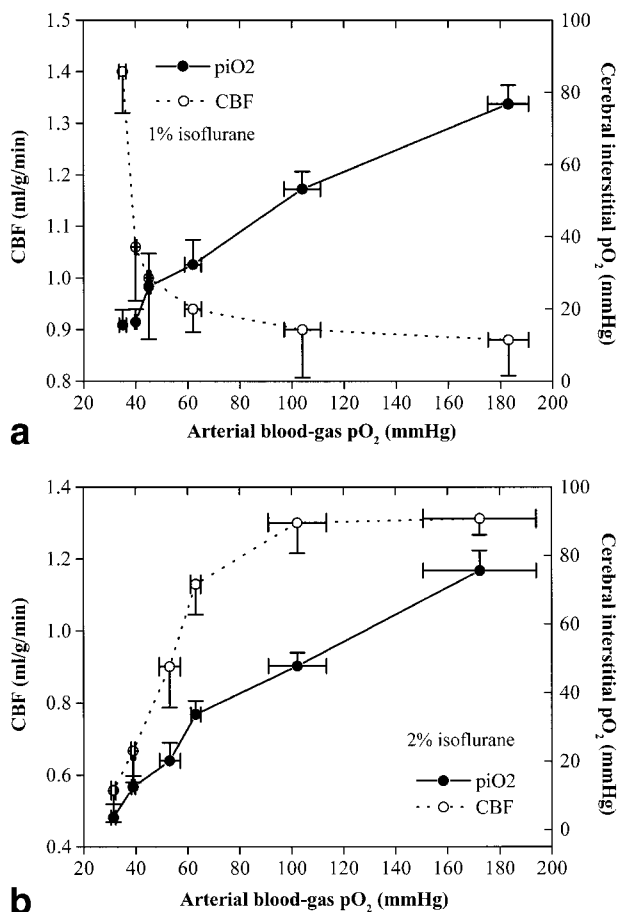 1.5
1.4
1.3
1.2
1.1
1.0
0.9
0.8
CBF (ml/g/min)
piO2
CBF
1% isoflurane
100
80
60
40
20
0
Cerebral interstitial pO2 (mmHg)
20 40 60 80 100 120 140 160 180 200
a Arterial blood-gas pO2 (mmHg)
1.4
1.2
1.0
0.8
0.6
0.4
CBF (ml/g/min)
2% isoflurane
piO2
CBF
100
80
60
40
20
0
Cerebral interstitial pO2 (mmHg)
20 40 60 80 100 120 140 160 180 200
b Arterial blood-gas pO2 (mmHg)